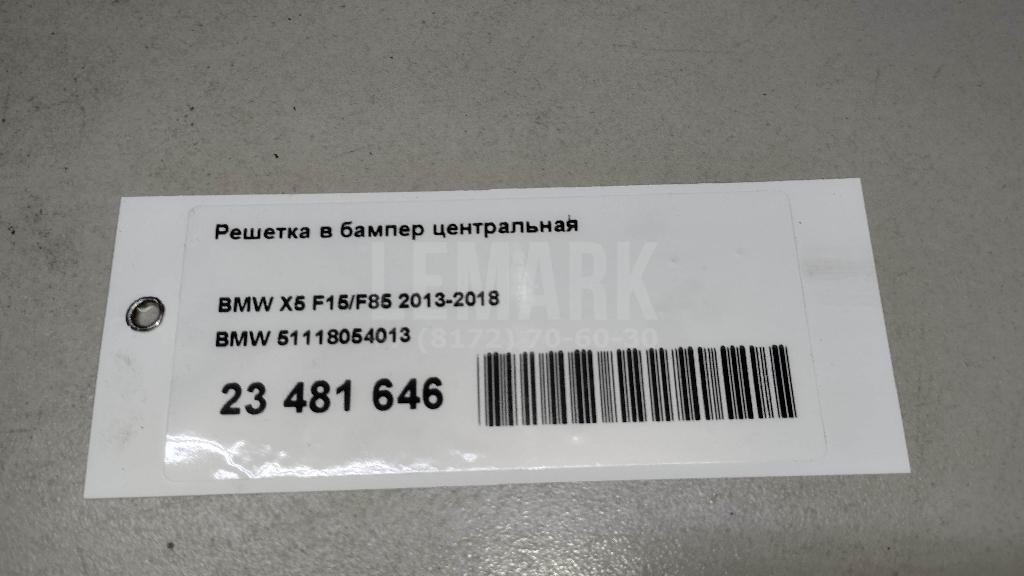 Решетка в бампер центральная
LEMARK
BMW X5 F15/F85 2013-2018
BMW 51118054013
(8172) 70-60-30
23 481 646